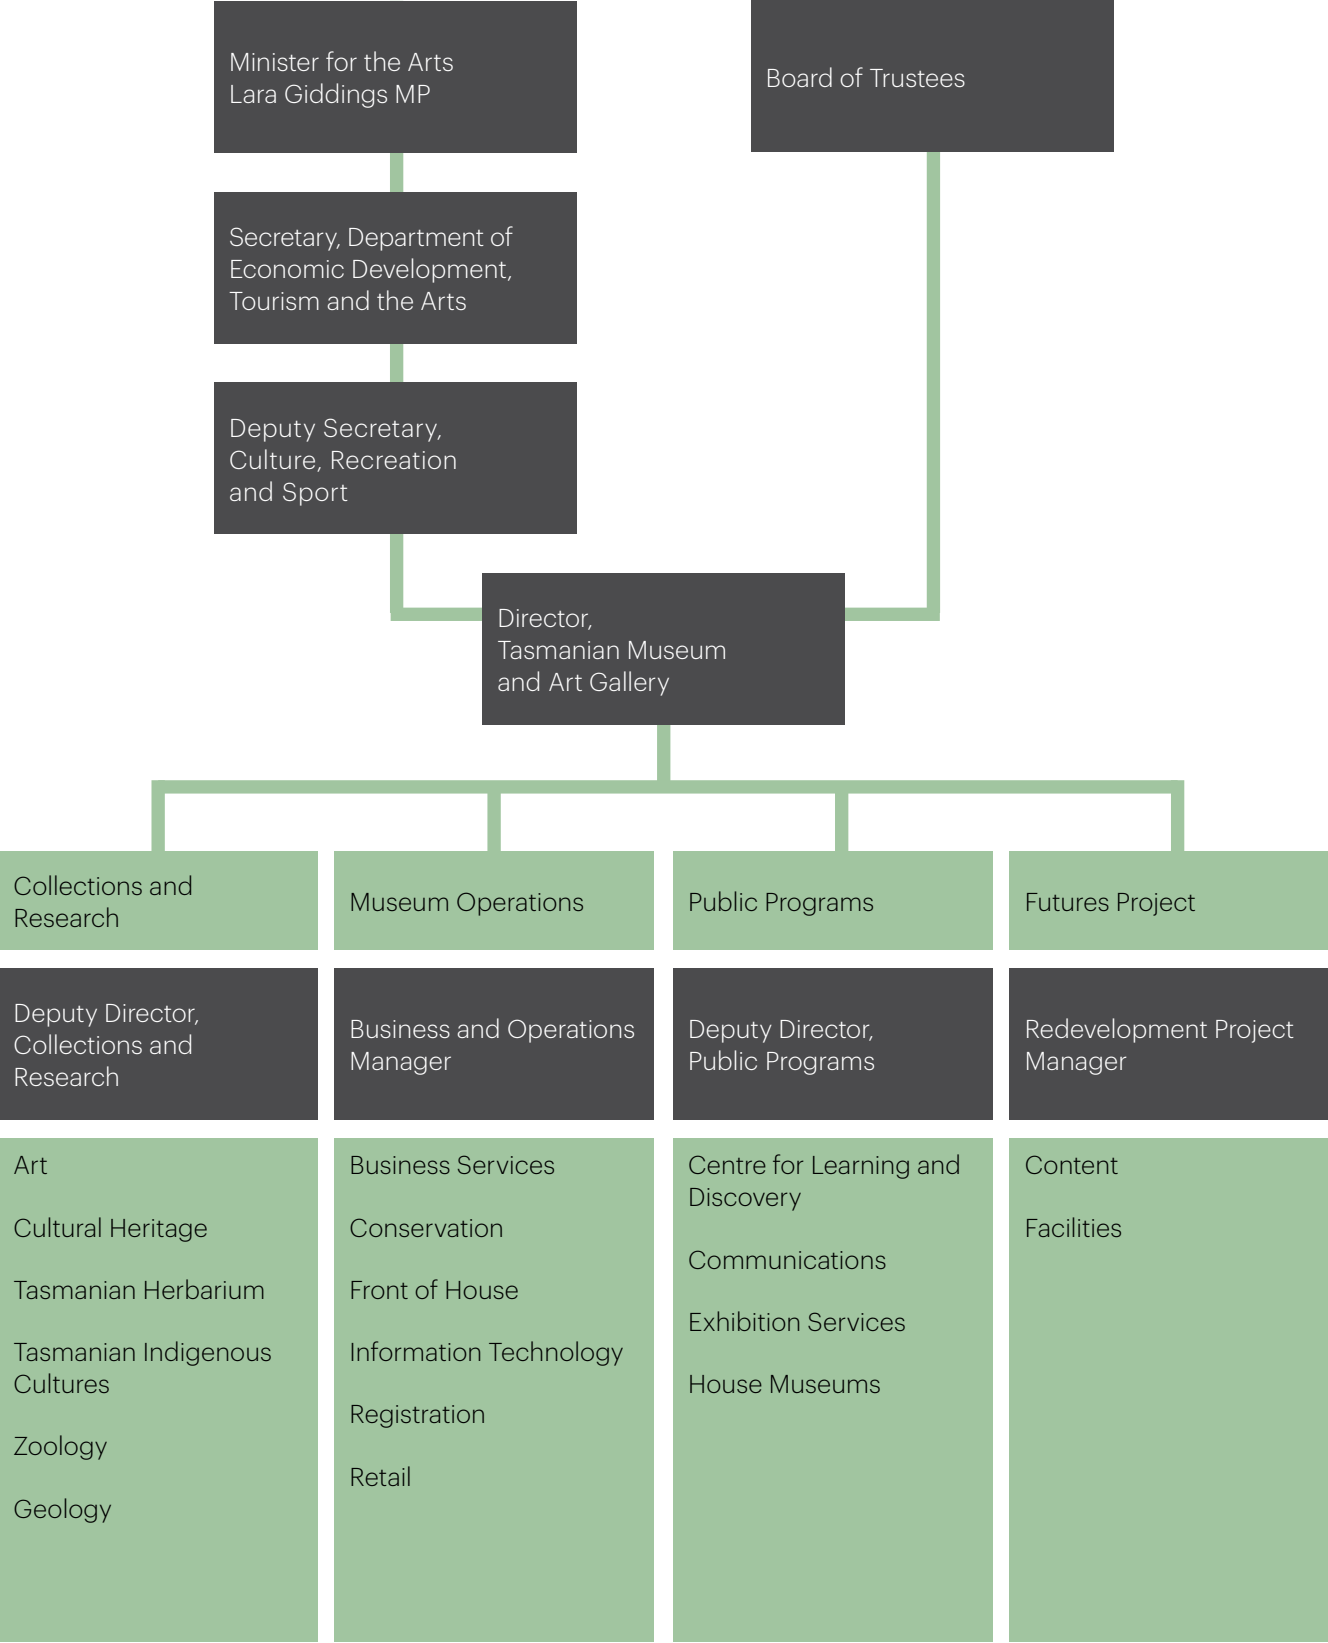 Minister for the Arts
Lara Giddings MP
Board of Trustees
Secretary, Department of
Economic Development,
Tourism and the Arts
Deputy Secretary,
Culture, Recreation
and Sport
Director,
Tasmanian Museum
and Art Gallery
Collections and
Research
Museum Operations
Public Programs
Futures Project
Deputy Director,
Collections and
Research
Business and Operations
Manager
Deputy Director,
Public Programs
Redevelopment Project
Manager
Art
Cultural Heritage
Tasmanian Herbarium
Tasmanian Indigenous
Cultures
Zoology
Geology
Business Services
Conservation
Front of House
Information Technology
Registration
Retail
Centre for Learning and
Discovery
Communications
Exhibition Services
House Museums
Content
Facilities